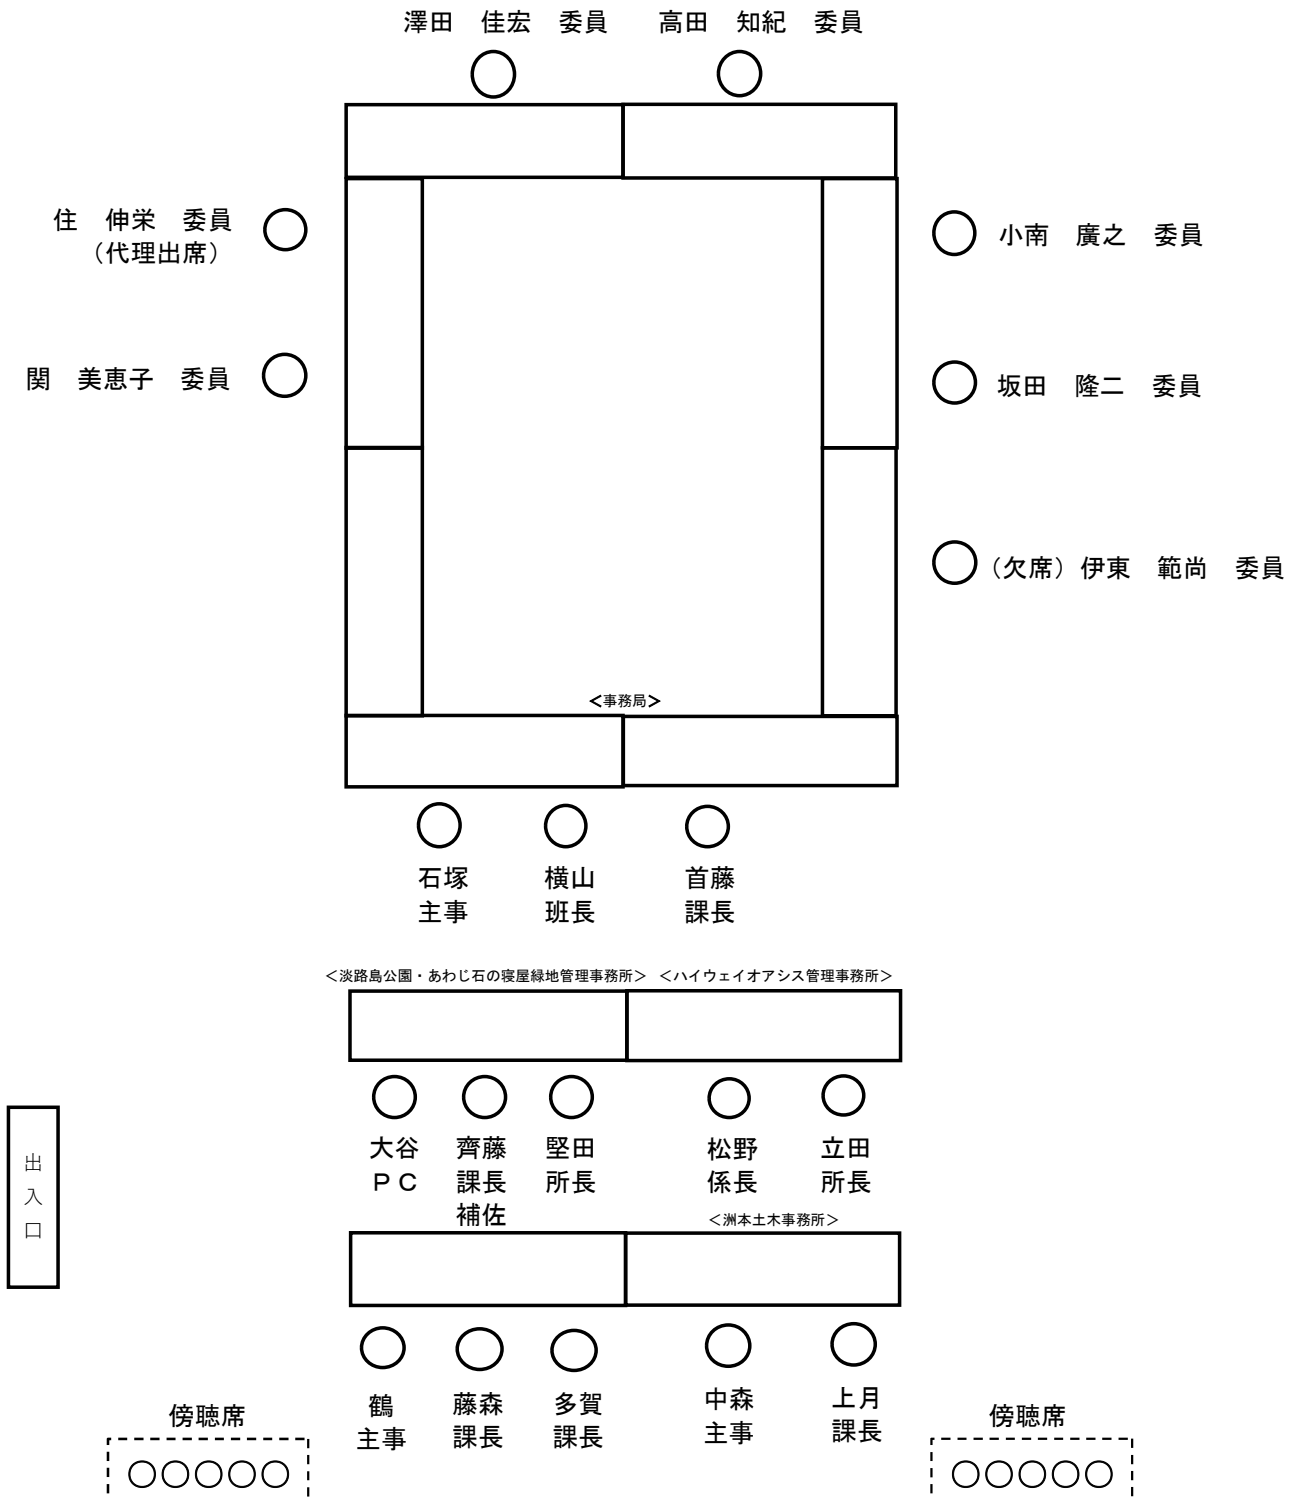 澤田　佳宏　委員　　高田　知紀　委員
住　伸栄　委員
（代理出席）
小南　廣之　委員
関　美恵子　委員
坂田　隆二　委員
（欠席）伊東　範尚　委員
＜事務局＞
石塚
主事
横山
班長
首藤
課長
＜淡路島公園・あわじ石の寝屋緑地管理事務所＞　＜ハイウェイオアシス管理事務所＞
大谷
ＰＣ
齊藤
課長
補佐
堅田
所長
松野
係長
立田
所長
出入口
＜洲本土木事務所＞
鶴
主事
藤森
課長
多賀
課長
中森
主事
上月
課長
傍聴席
傍聴席